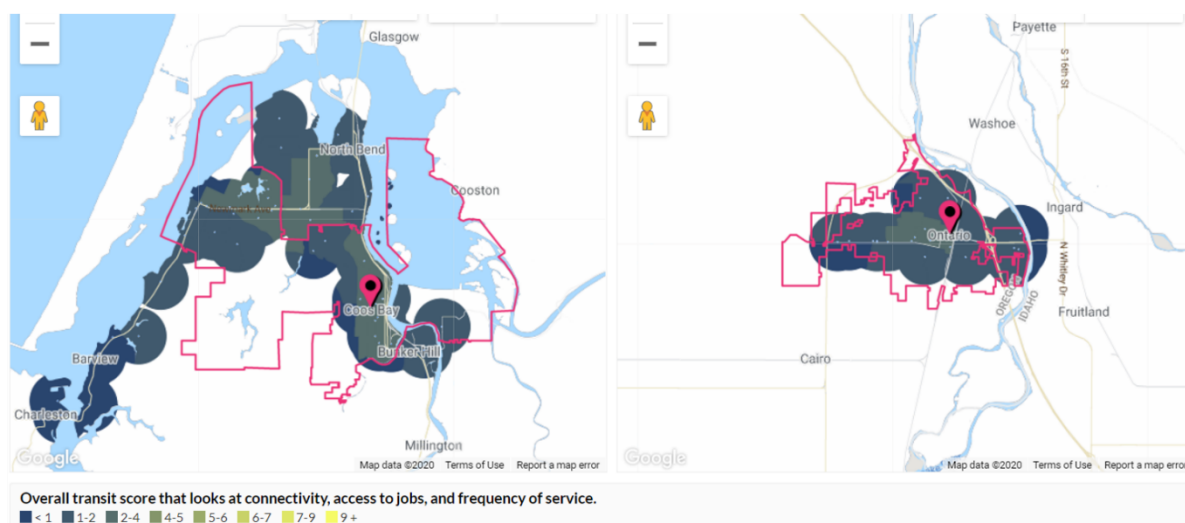 Glasgow
North Bend
Cooston
Newmark Ave
Coos Bay
Bunker Hill
Barview
Charleston
Millington
Google
Map data ©2020 Terms of Use Report a map error
Payette
S 16th St
Washoe
Ingard
Ontario
N Whitley Dr
OREGON
IDAHO
Fruitland
Cairo
Google
Map data ©2020 Terms of Use Report a map error
Overall transit score that looks at connectivity, access to jobs, and frequency of service.
< 1 1-2 2-4 4-5 5-6 6-7 7-9 9 +